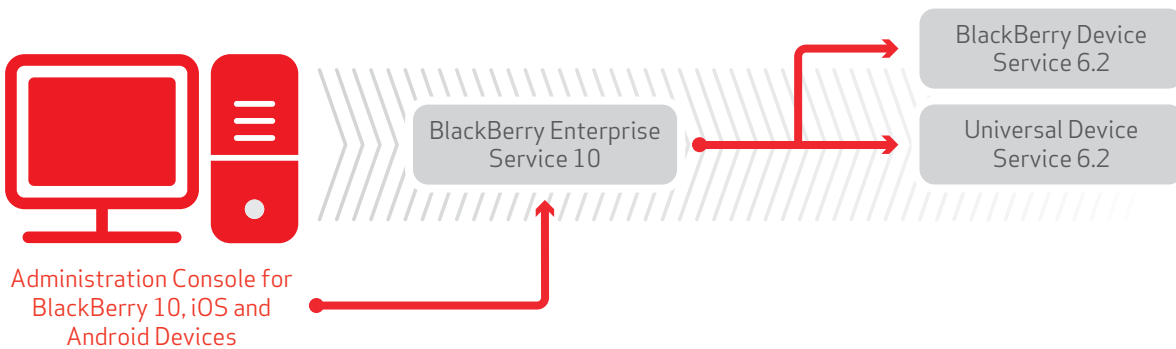 BlackBerry Device
Service 6.2
BlackBerry Enterprise
Service 10
Universal Device
Service 6.2
Administration Console for
BlackBerry 10, iOS and
Android Devices